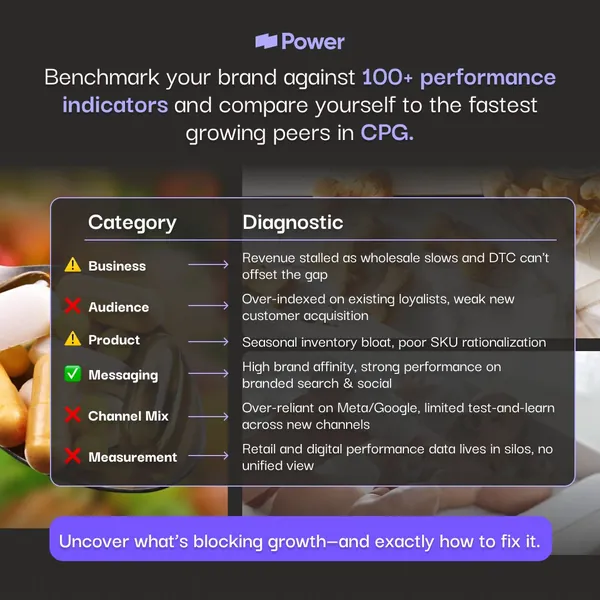 Power
Benchmark your brand against 100+ performance
indicators and compare yourself to the fastest
growing peers in CPG.
Category Diagnostic
Business Revenue stalled as wholesale slows and DTC can't
offset the gap
Audience Over-indexed on existing loyalists, weak new
customer acquisition
Product Seasonal inventory bloat, poor SKU rationalization
Messaging High brand affinity, strong performance on
branded search & social
Channel Mix Over-reliant on Meta/Google, limited test-and-learn
across new channels
Measurement Retail and digital performance data lives in silos, no
unified view
Uncover what's blocking growth—and exactly how to fix it.